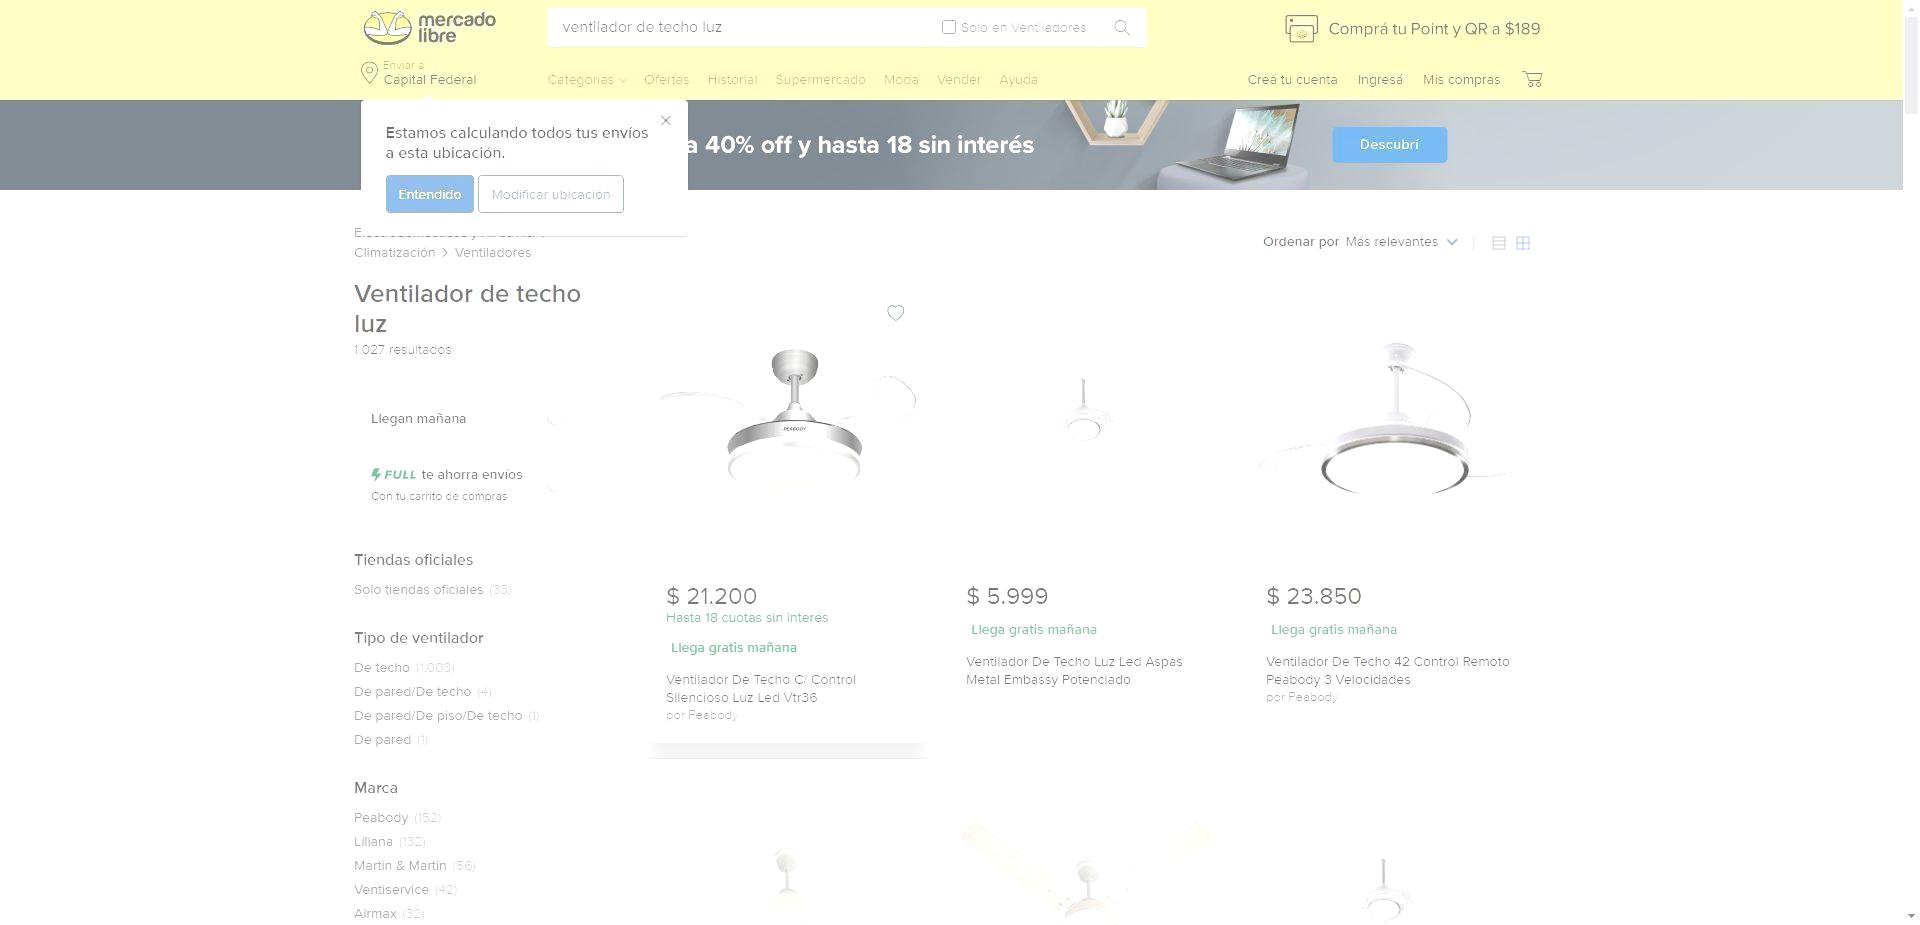 mercado
libre
ventilador de techo luz
Solo en Ventiladores
Comprá tu Point y QR a $189
Enviar a
Capital Federal
Categorías
Ofertas
Historial
Supermercado
Moda
Vender
Ayuda
Creá tu cuenta
Ingresá
Mis compras
Estamos calculando todos tus envíos
a esta ubicación.
Entendido
Modificar ubicación
a 40% off y hasta 18 sin interés
Descubrí
Climatización > Ventiladores
Ordenar por Más relevantes
Ventilador de techo
luz
1.027 resultados
Llegan mañana
FULL te ahorra envíos
Con tu carrito de compras
Tiendas oficiales
Solo tiendas oficiales (33)
Tipo de ventilador
De techo (1.003)
De pared/De techo (4)
De pared/De piso/De techo (1)
De pared (1)
Marca
Peabody (152)
Liliana (132)
Martin & Martin (56)
Ventiservice (42)
Airmax (32)
PEABODY
$ 21.200
Hasta 18 cuotas sin interés
Llega gratis mañana
Ventilador De Techo C/ Control
Silencioso Luz Led Vtr36
por Peabody
$ 5.999
Llega gratis mañana
Ventilador De Techo Luz Led Aspas
Metal Embassy Potenciado
$ 23.850
Llega gratis mañana
Ventilador De Techo 42 Control Remoto
Peabody 3 Velocidades
por Peabody